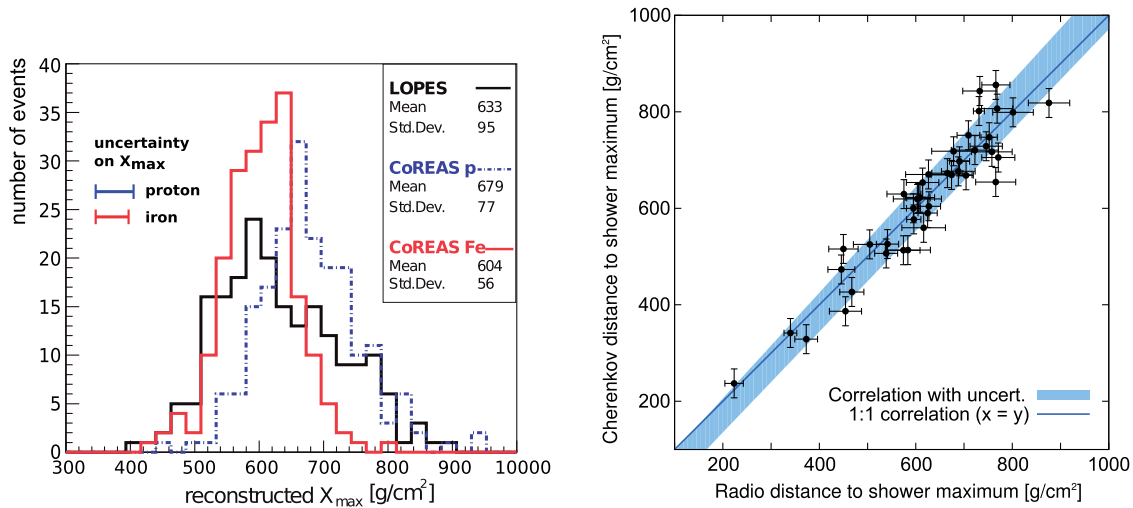 number of events
40
35
30
25
20
15
10
5
0
uncertainty
on Xmax
proton
iron
LOPES
Mean 633
Std.Dev. 95
CoREAS p
Mean 679
Std.Dev. 77
CoREAS Fe
Mean 604
Std.Dev. 56
300 400 500 600 700 800 900 10000
reconstructed Xmax [g/cm²]
Cherenkov distance to shower maximum [g/cm²]
1000
800
600
400
200
Correlation with uncert.
1:1 correlation (x = y)
200 400 600 800 1000
Radio distance to shower maximum [g/cm²]